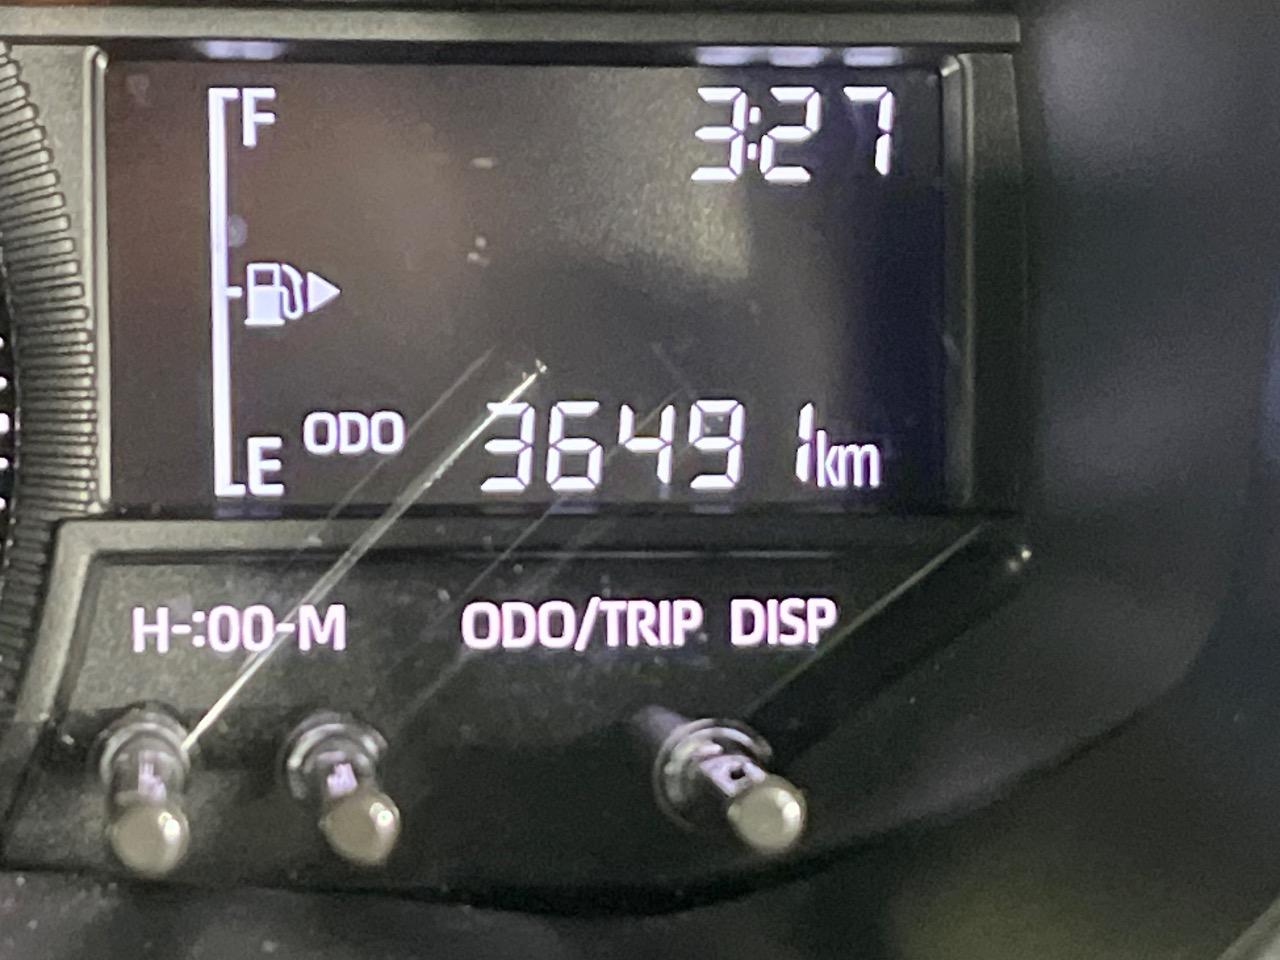 F 3:27
ODO 36491km
E
H-:00-M ODO/TRIP DISP